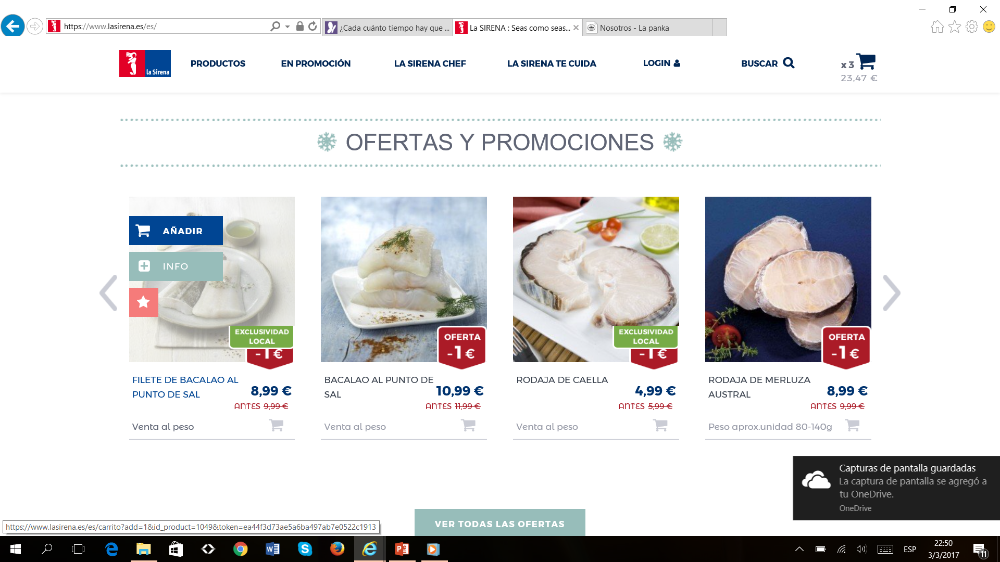 https://www.lasirena.es/es/
¿Cada cuánto tiempo hay que ...
La SIRENA : Seas como seas...
Nosotros - La panka
la Sirena
PRODUCTOS
EN PROMOCIÓN
LA SIRENA CHEF
LA SIRENA TE CUIDA
LOGIN
BUSCAR
x 3
23,47 €
OFERTAS Y PROMOCIONES
AÑADIR
INFO
EXCLUSIVIDAD
LOCAL
-1 €
OFERTA
-1 €
EXCLUSIVIDAD
LOCAL
-1 €
OFERTA
-1 €
FILETE DE BACALAO AL
PUNTO DE SAL
8,99 €
ANTES 9,99 €
Venta al peso
BACALAO AL PUNTO DE
SAL
10,99 €
ANTES 11,99 €
Venta al peso
RODAJA DE CAELLA
4,99 €
ANTES 5,99 €
Venta al peso
RODAJA DE MERLUZA
AUSTRAL
8,99 €
ANTES 9,99 €
Peso aprox.unidad 80-140g
Capturas de pantalla guardadas
La captura de pantalla se agregó a
tu OneDrive.
OneDrive
VER TODAS LAS OFERTAS
https://www.lasirena.es/es/carrito?add=1&id_product=1049&token=ea44f3d73ae5a6ba497ab7e0522c1913
ESP
22:50
3/3/2017
11